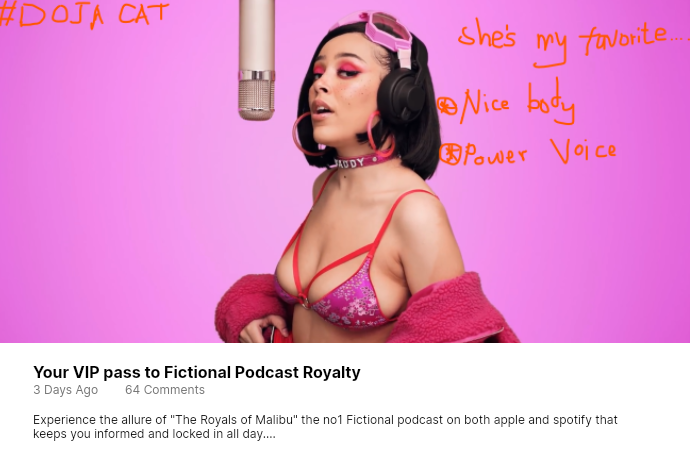 #DOJA CAT
she's my favorite....
⊛Nice body
⊛Power Voice
DADDY
Your VIP pass to Fictional Podcast Royalty
3 Days Ago 64 Comments
Experience the allure of "The Royals of Malibu" the no1 Fictional podcast on both apple and spotify that
keeps you informed and locked in all day....